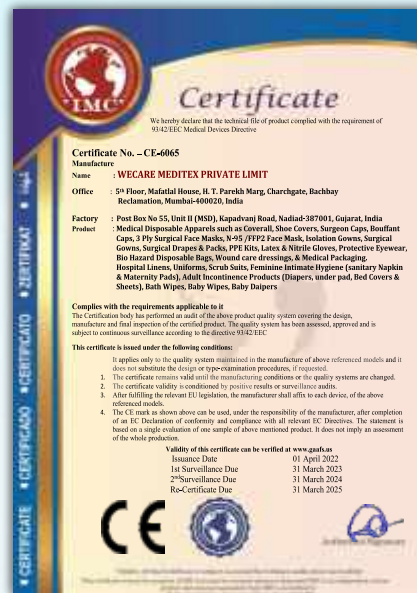 "IMC"
Certificate
We hereby declare that the technical file of product complied with the requirement of
93/42/EEC Medical Devices Directive
Certificate No. – CE-6065
Manufacture
Name : WECARE MEDITEX PRIVATE LIMIT
Office : 5th Floor, Mafatlal House, H. T. Parekh Marg, Charchgate, Bachbay
Reclamation, Mumbai-400020, India
Factory : Post Box No 55, Unit II (MSD), Kapadvanj Road, Nadiad-387001, Gujarat, India
Product : Medical Disposable Apparels such as Coverall, Shoe Covers, Surgeon Caps, Bouffant
Caps, 3 Ply Surgical Face Masks, N-95 /FFP2 Face Mask, Isolation Gowns, Surgical
Gowns, Surgical Drapes & Packs, PPE Kits, Latex & Nitrile Gloves, Protective Eyewear,
Bio Hazard Disposable Bags, Wound care dressings, & Medical Packaging.
Hospital Linens, Uniforms, Scrub Suits, Feminine Intimate Hygiene (sanitary Napkin
& Maternity Pads), Adult Incontinence Products (Diapers, under pad, Bed Covers &
Sheets), Bath Wipes, Baby Wipes, Baby Daipers
Complies with the requirements applicable to it
The Certification body has performed an audit of the above product quality system covering the design,
manufacture and final inspection of the certified product. The quality system has been assessed, approved and is
subject to continuous surveillance according to the directive 93/42/EEC
This certificate is issued under the following conditions:
It applies only to the quality system maintained in the manufacture of above referenced models and it
does not substitute the design or type-examination procedures, if requested.
1. The certificate remains valid until the manufacturing conditions or the quality systems are changed.
2. The certificate validity is conditioned by positive results or surveillance audits.
3. After fulfilling the relevant EU legislation, the manufacturer shall affix to each device, of the above
referenced models.
4. The CE mark as shown above can be used, under the responsibility of the manufacturer, after completion
of an EC Declaration of conformity and compliance with all relevant EC Directives. The statement is
based on a single evaluation of one sample of above mentioned product. It does not imply an assessment
of the whole production.
Validity of this certificate can be verified at www.gaafs.us
Issuance Date 01 April 2022
1st Surveillance Due 31 March 2023
2nd Surveillance Due 31 March 2024
Re-Certificate Due 31 March 2025
CE
CERTIFICATE • CERTIFICADO • CERTIFICATO • ZERTIFIKAT